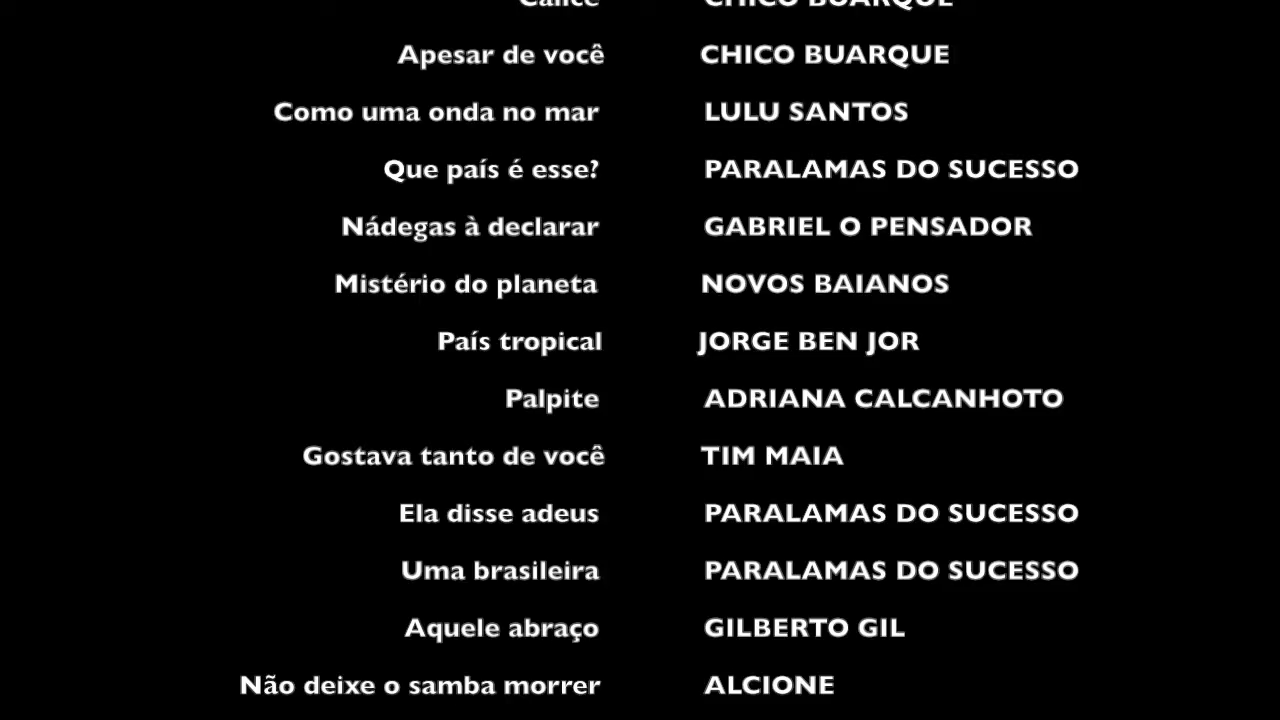 Cálice CHICO BUARQUE
Apesar de você CHICO BUARQUE
Como uma onda no mar LULU SANTOS
Que país é esse? PARALAMAS DO SUCESSO
Nádegas à declarar GABRIEL O PENSADOR
Mistério do planeta NOVOS BAIANOS
País tropical JORGE BEN JOR
Palpite ADRIANA CALCANHOTO
Gostava tanto de você TIM MAIA
Ela disse adeus PARALAMAS DO SUCESSO
Uma brasileira PARALAMAS DO SUCESSO
Aquele abraço GILBERTO GIL
Não deixe o samba morrer ALCIONE